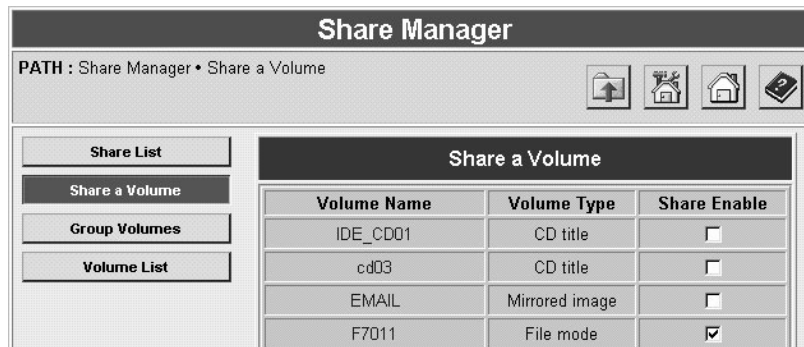 Share Manager
PATH : Share Manager • Share a Volume
Share List
Share a Volume
Group Volumes
Volume List
Share a Volume
Volume Name Volume Type Share Enable
IDE_CD01 CD title
cd03 CD title
EMAIL Mirrored image
F7011 File mode